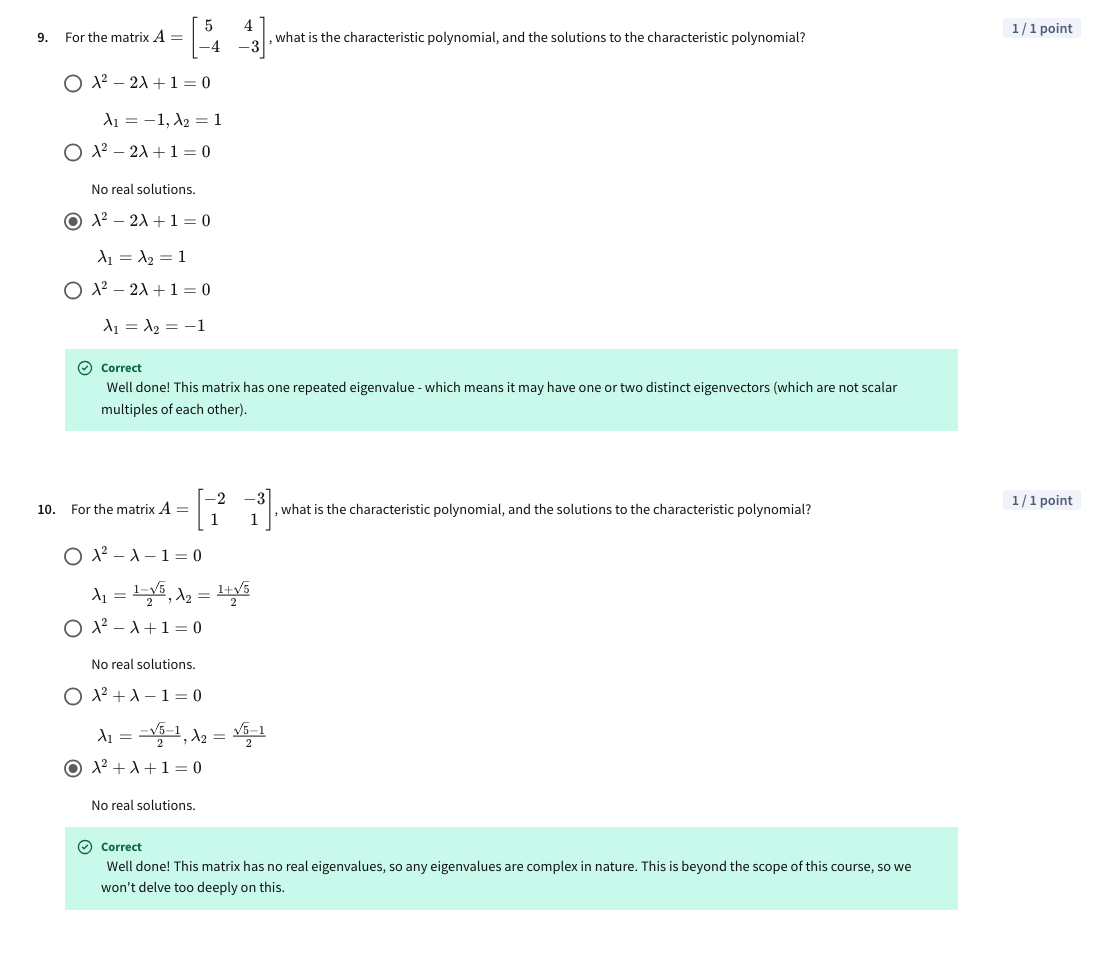 9. For the matrix $A = \begin{bmatrix} 5 & 4 \\ -4 & -3 \end{bmatrix}$, what is the characteristic polynomial, and the solutions to the characteristic polynomial?
1 / 1 point
$\lambda^2 - 2\lambda + 1 = 0$
$\lambda_1 = -1, \lambda_2 = 1$
$\lambda^2 - 2\lambda + 1 = 0$
No real solutions.
$\lambda^2 - 2\lambda + 1 = 0$
$\lambda_1 = \lambda_2 = 1$
$\lambda^2 - 2\lambda + 1 = 0$
$\lambda_1 = \lambda_2 = -1$
Correct
Well done! This matrix has one repeated eigenvalue - which means it may have one or two distinct eigenvectors (which are not scalar
multiples of each other).
10. For the matrix $A = \begin{bmatrix} -2 & -3 \\ 1 & 1 \end{bmatrix}$, what is the characteristic polynomial, and the solutions to the characteristic polynomial?
1 / 1 point
$\lambda^2 - \lambda - 1 = 0$
$\lambda_1 = \frac{1-\sqrt{5}}{2}, \lambda_2 = \frac{1+\sqrt{5}}{2}$
$\lambda^2 - \lambda + 1 = 0$
No real solutions.
$\lambda^2 + \lambda - 1 = 0$
$\lambda_1 = \frac{-\sqrt{5}-1}{2}, \lambda_2 = \frac{\sqrt{5}-1}{2}$
$\lambda^2 + \lambda + 1 = 0$
No real solutions.
Correct
Well done! This matrix has no real eigenvalues, so any eigenvalues are complex in nature. This is beyond the scope of this course, so we
won't delve too deeply on this.